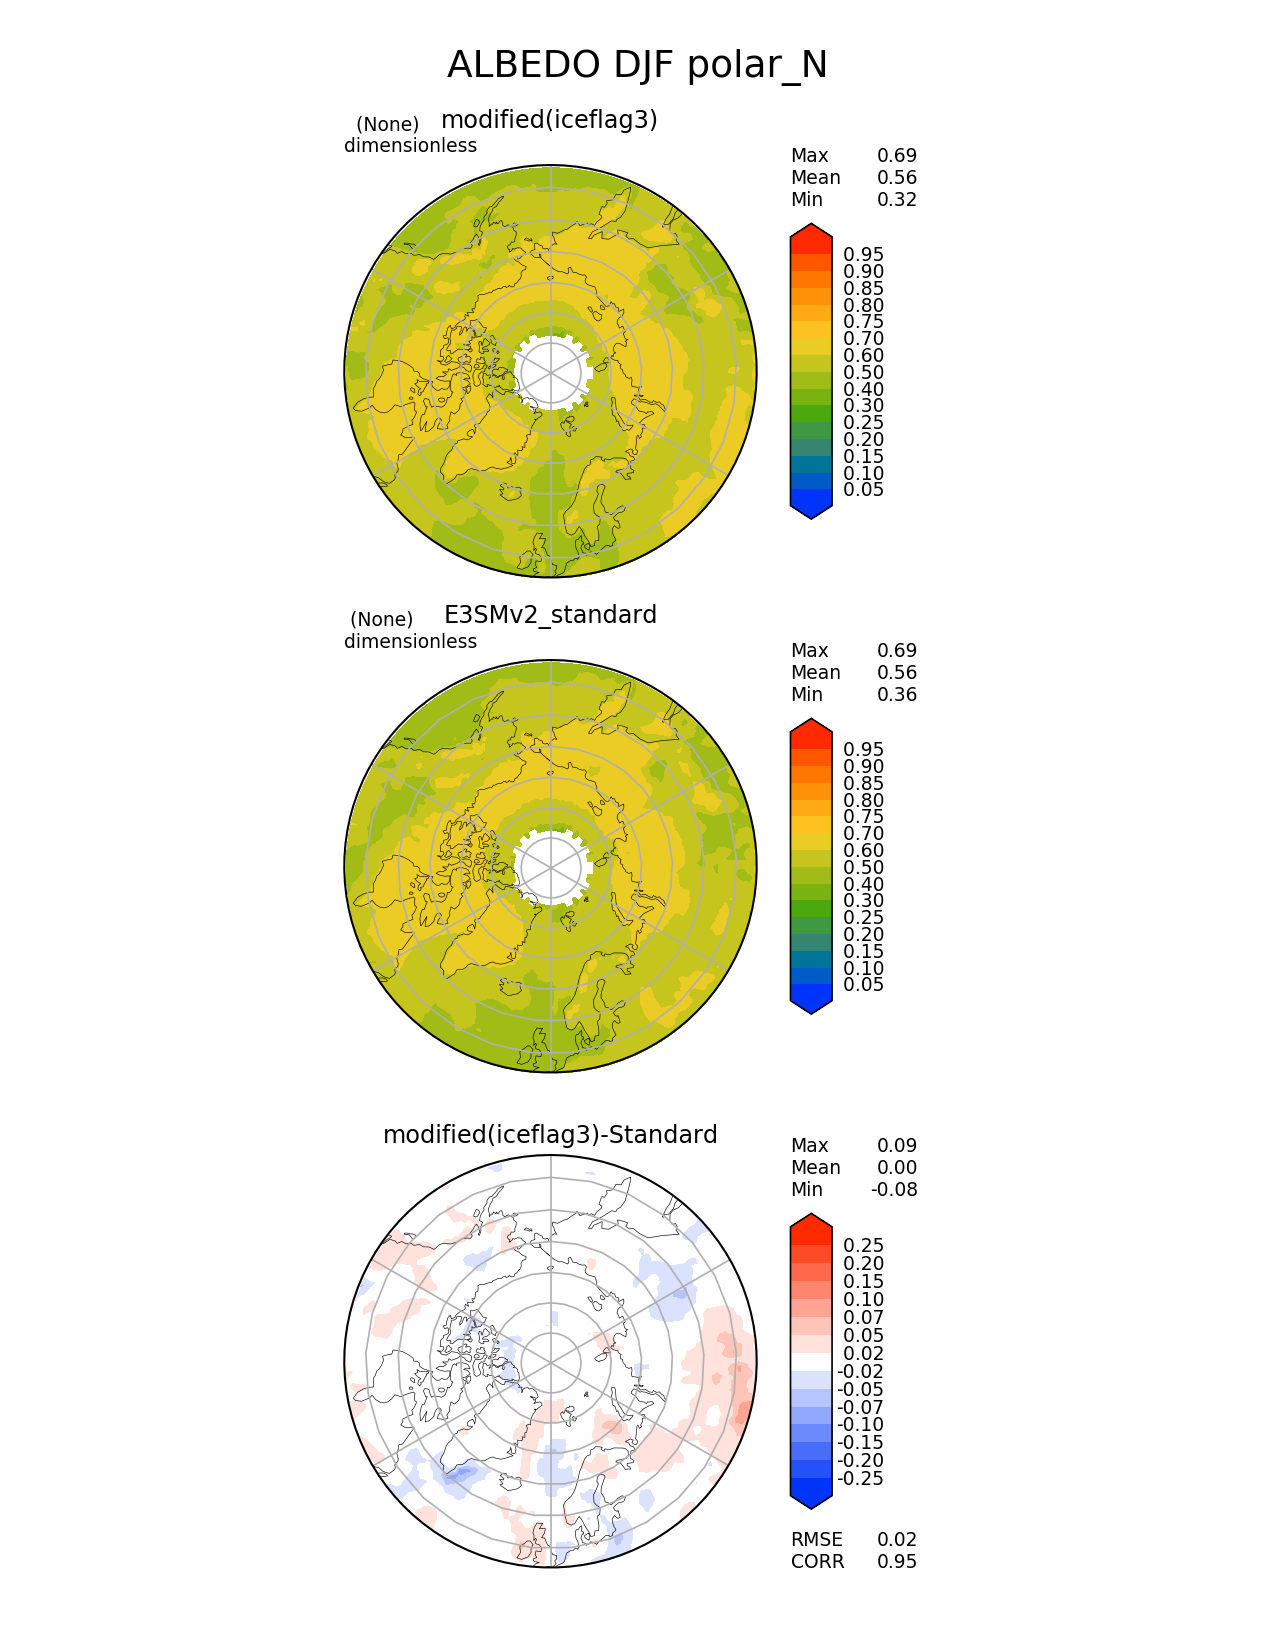 ALBEDO DJF polar_N
(None) modified(iceflag3)
dimensionless
Max 0.69
Mean 0.56
Min 0.32
0.95
0.90
0.85
0.80
0.75
0.70
0.60
0.50
0.40
0.30
0.25
0.20
0.15
0.10
0.05
(None) E3SMv2_standard
dimensionless
Max 0.69
Mean 0.56
Min 0.36
0.95
0.90
0.85
0.80
0.75
0.70
0.60
0.50
0.40
0.30
0.25
0.20
0.15
0.10
0.05
modified(iceflag3)-Standard
Max 0.09
Mean 0.00
Min -0.08
0.25
0.20
0.15
0.10
0.07
0.05
0.02
-0.02
-0.05
-0.07
-0.10
-0.15
-0.20
-0.25
RMSE 0.02
CORR 0.95